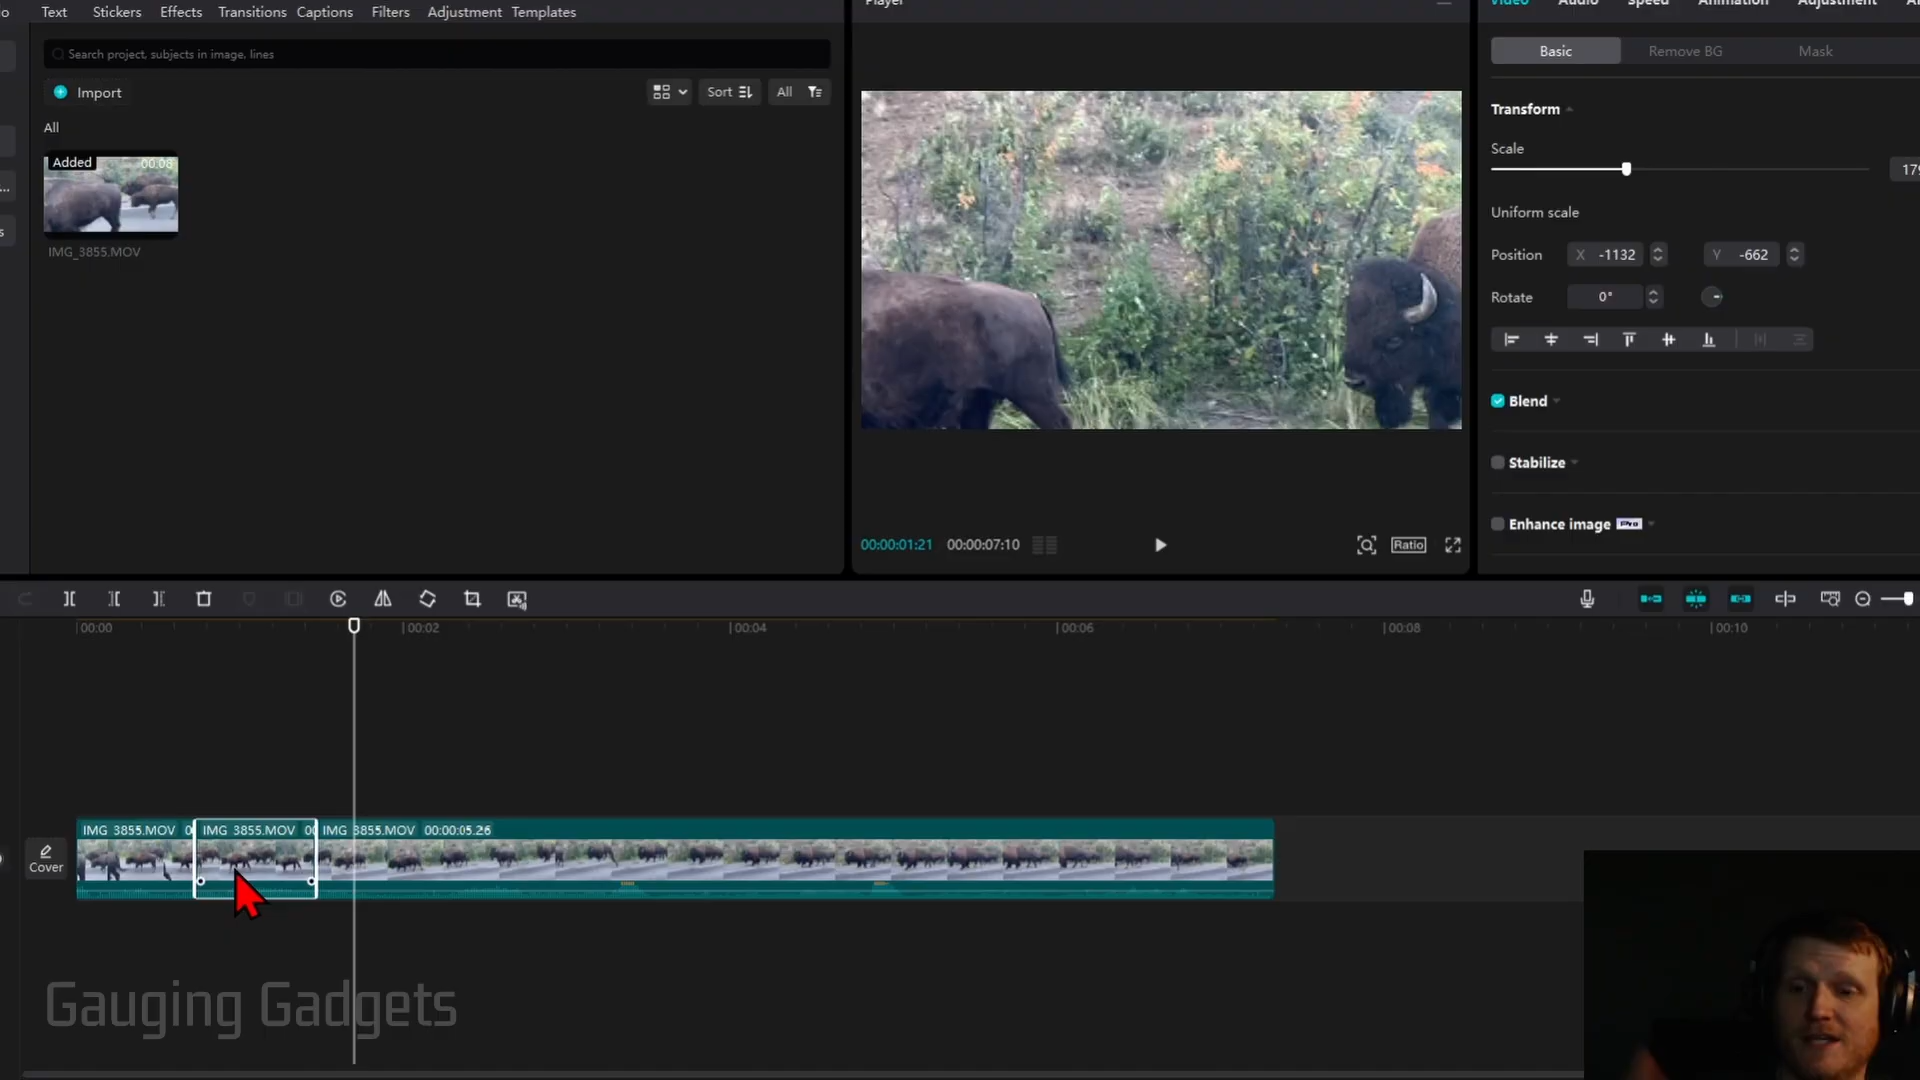 Text Stickers Effects Transitions Captions Filters Adjustment Templates
Player
Video Audio Speed Animation Adjustment
Search project, subjects in image, lines
Import
Sort
All
All
Added 00:08
IMG_3855.MOV
Basic Remove BG Mask
Transform
Scale
179
Uniform scale
Position X -1132 Y -662
Rotate 0°
Blend
Stabilize
Enhance image Pro
00:00:01:21 00:00:07:10
Ratio
00:00 00:02 00:04 00:06 00:08 00:10
Cover
IMG_3855.MOV IMG_3855.MOV IMG_3855.MOV 00:00:05:26
Gauging Gadgets